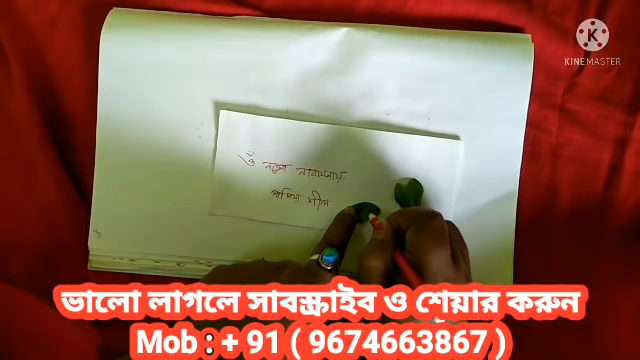 KINEMASTER
ওঁ নমো নারায়নায়
পাপিয়া শীল
ভালো লাগলে সাবস্ক্রাইব ও শেয়ার করুন
Mob : + 91 ( 9674663867 )